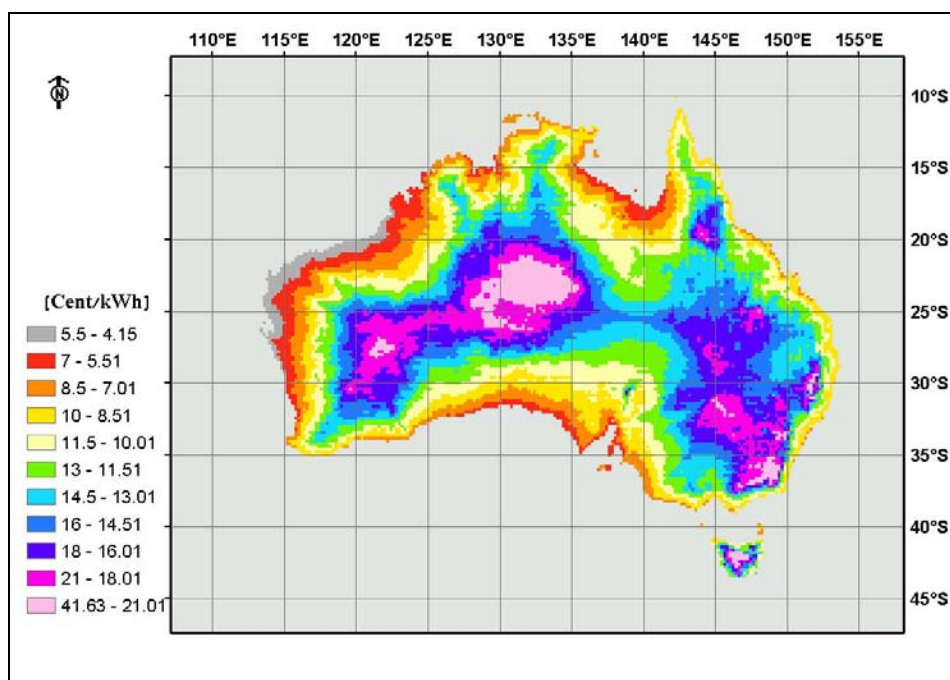 110°E 115°E 120°E 125°E 130°E 135°E 140°E 145°E 150°E 155°E
N
10°S
15°S
20°S
25°S
30°S
35°S
40°S
45°S
[Cent/kWh]
5.5 - 4.15
7 - 5.51
8.5 - 7.01
10 - 8.51
11.5 - 10.01
13 - 11.51
14.5 - 13.01
16 - 14.51
18 - 16.01
21 - 18.01
41.63 - 21.01